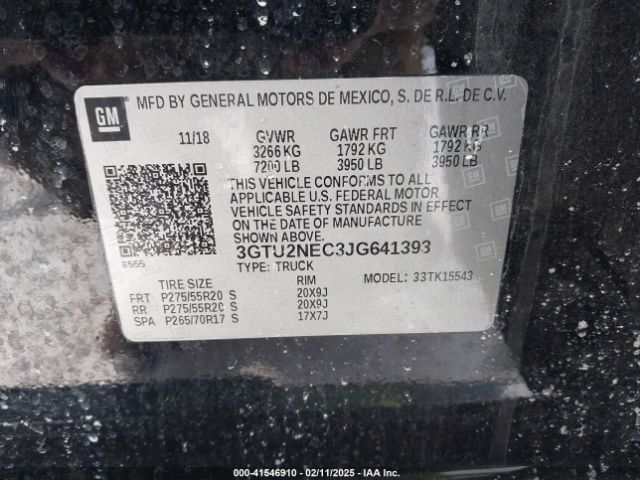 GM
MFD BY GENERAL MOTORS DE MEXICO, S. DE R.L. DE C.V.
11/18 GVWR GAWR FRT GAWR RR
3266 KG 1792 KG 1792 KG
7200 LB 3950 LB 3950 LB
THIS VEHICLE CONFORMS TO ALL
APPLICABLE U.S. FEDERAL MOTOR
VEHICLE SAFETY STANDARDS IN EFFECT
ON THE DATE OF MANUFACTURE
SHOWN ABOVE.
8555
3GTU2NEC3JG641393
TYPE: TRUCK MODEL: 33TK15543
TIRE SIZE RIM
FRT P275/55R20 S 20X9J
RR P275/55R20 S 20X9J
SPA P265/70R17 S 17X7J
000-41546910 - 02/11/2025 - IAA Inc.